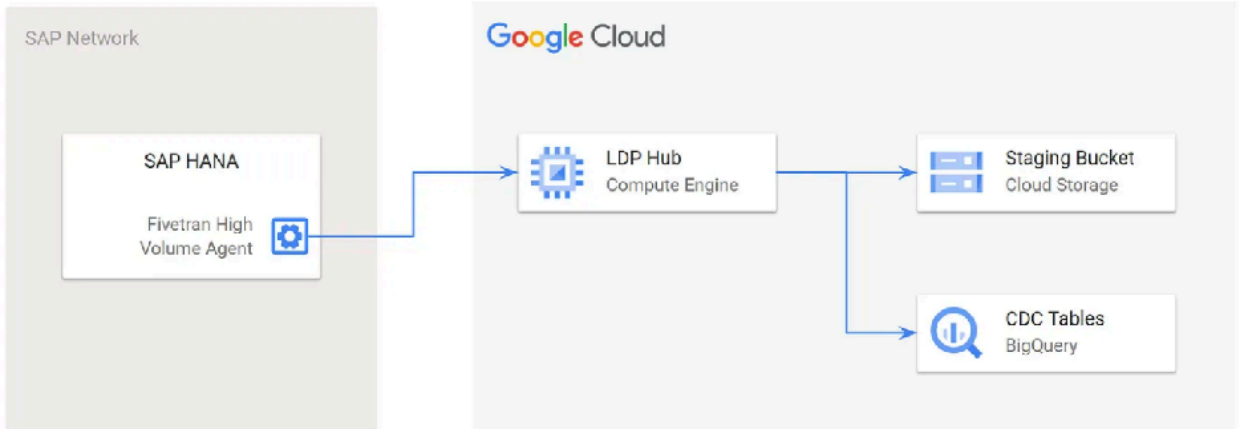 SAP Network
Google Cloud
SAP HANA
Fivetran High
Volume Agent
LDP Hub
Compute Engine
Staging Bucket
Cloud Storage
CDC Tables
BigQuery